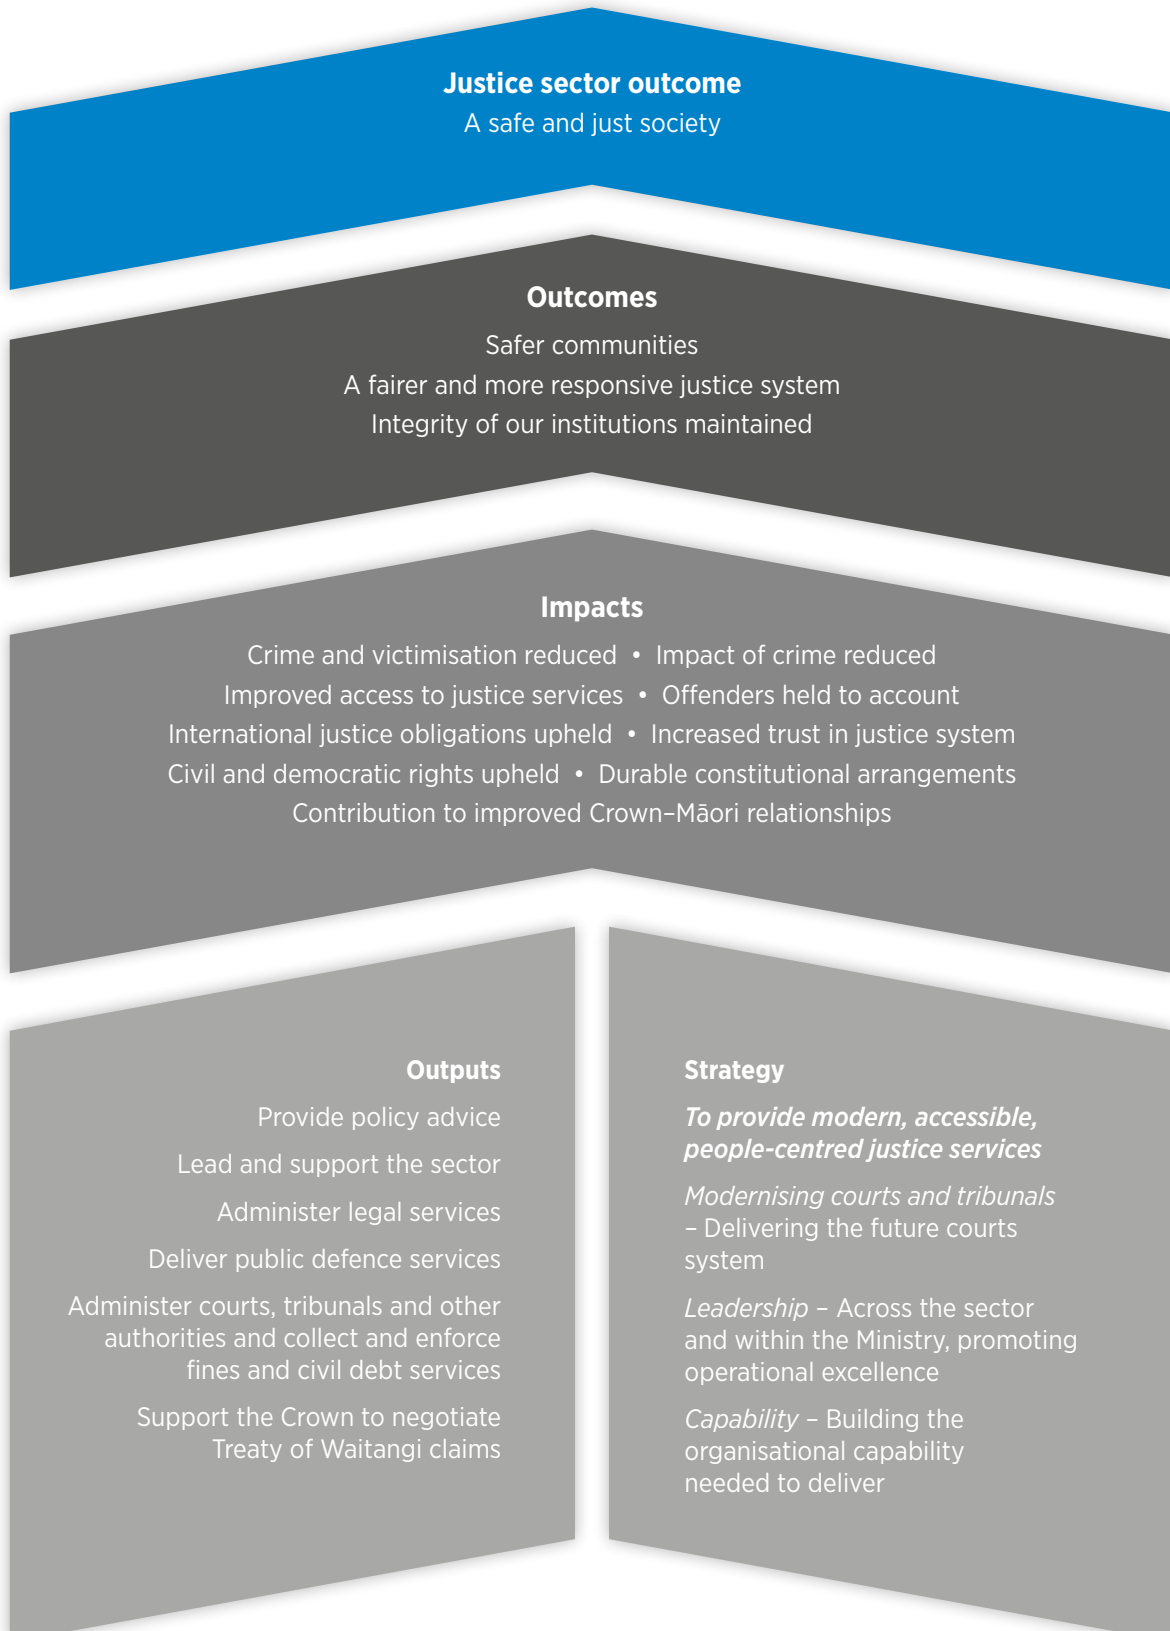 Justice sector outcome
A safe and just society
Outcomes
Safer communities
A fairer and more responsive justice system
Integrity of our institutions maintained
Impacts
Crime and victimisation reduced • Impact of crime reduced
Improved access to justice services • Offenders held to account
International justice obligations upheld • Increased trust in justice system
Civil and democratic rights upheld • Durable constitutional arrangements
Contribution to improved Crown–Māori relationships
Outputs
Provide policy advice
Lead and support the sector
Administer legal services
Deliver public defence services
Administer courts, tribunals and other
authorities and collect and enforce
fines and civil debt services
Support the Crown to negotiate
Treaty of Waitangi claims
Strategy
To provide modern, accessible,
people-centred justice services
Modernising courts and tribunals
– Delivering the future courts
system
Leadership – Across the sector
and within the Ministry, promoting
operational excellence
Capability – Building the
organisational capability
needed to deliver